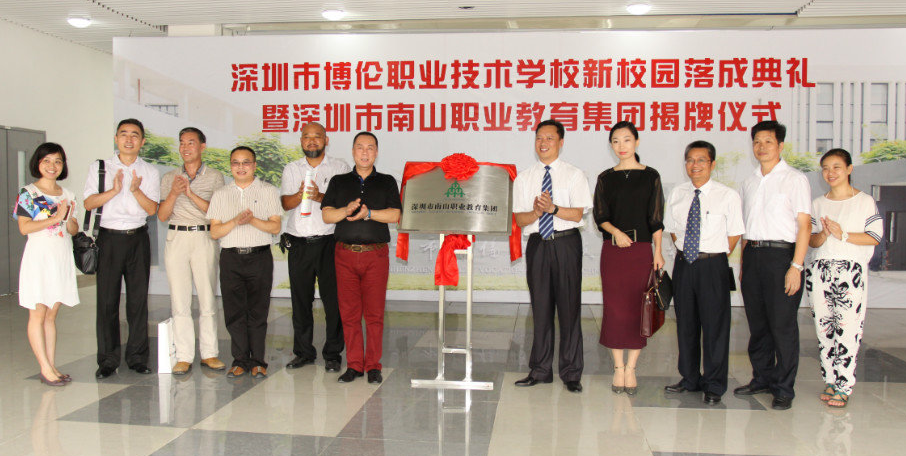 深圳市博伦职业技术学校新校园落成典礼
暨深圳市南山职业教育集团揭牌仪式
深圳市南山职业教育集团